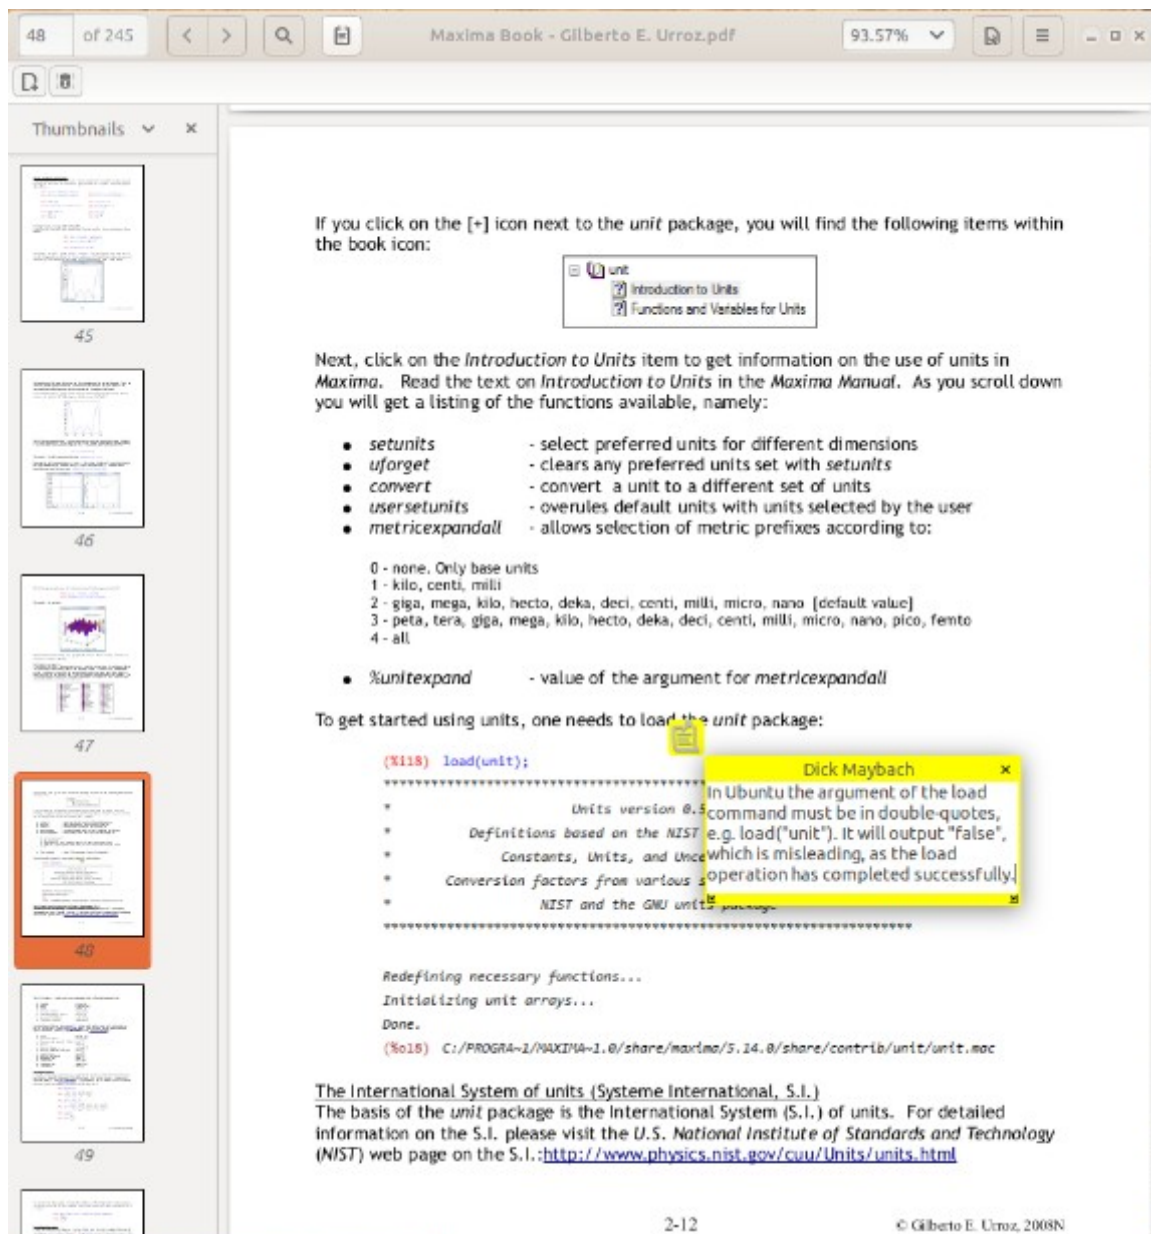 48 of 245 Maxima Book - Gilberto E. Urroz.pdf 93.57%
Thumbnails
45
46
47
48
49
If you click on the [+] icon next to the unit package, you will find the following items within
the book icon:
unit
Introduction to Units
Functions and Variables for Units
Next, click on the Introduction to Units item to get information on the use of units in
Maxima. Read the text on Introduction to Units in the Maxima Manual. As you scroll down
you will get a listing of the functions available, namely:
• setunits - select preferred units for different dimensions
• uforget - clears any preferred units set with setunits
• convert - convert a unit to a different set of units
• usersetunits - overules default units with units selected by the user
• metricexpandall - allows selection of metric prefixes according to:
0 - none. Only base units
1 - kilo, centi, milli
2 - giga, mega, kilo, hecto, deka, deci, centi, milli, micro, nano [default value]
3 - peta, tera, giga, mega, kilo, hecto, deka, deci, centi, milli, micro, nano, pico, femto
4 - all
• %unitexpand - value of the argument for metricexpandall
To get started using units, one needs to load the unit package:
(%i18) load(unit);
* Units version 0.5
* Definitions based on the NIST
* Constants, Units, and Unce
* Conversion factors from various s
* NIST and the GNU units package
Dick Maybach
In Ubuntu the argument of the load
command must be in double-quotes,
e.g. load("unit"). It will output "false",
which is misleading, as the load
operation has completed successfully.
Redefining necessary functions...
Initializing unit arrays...
Done.
(%o18) C:/PROGRA~1/MAXIMA~1.0/share/maxima/5.14.0/share/contrib/unit/unit.mac
The International System of units (Systeme International, S.I.)
The basis of the unit package is the International System (S.I.) of units. For detailed
information on the S.I. please visit the U.S. National Institute of Standards and Technology
(NIST) web page on the S.I.:http://www.physics.nist.gov/cuu/Units/units.html
2-12 © Gilberto E. Urroz, 2008N